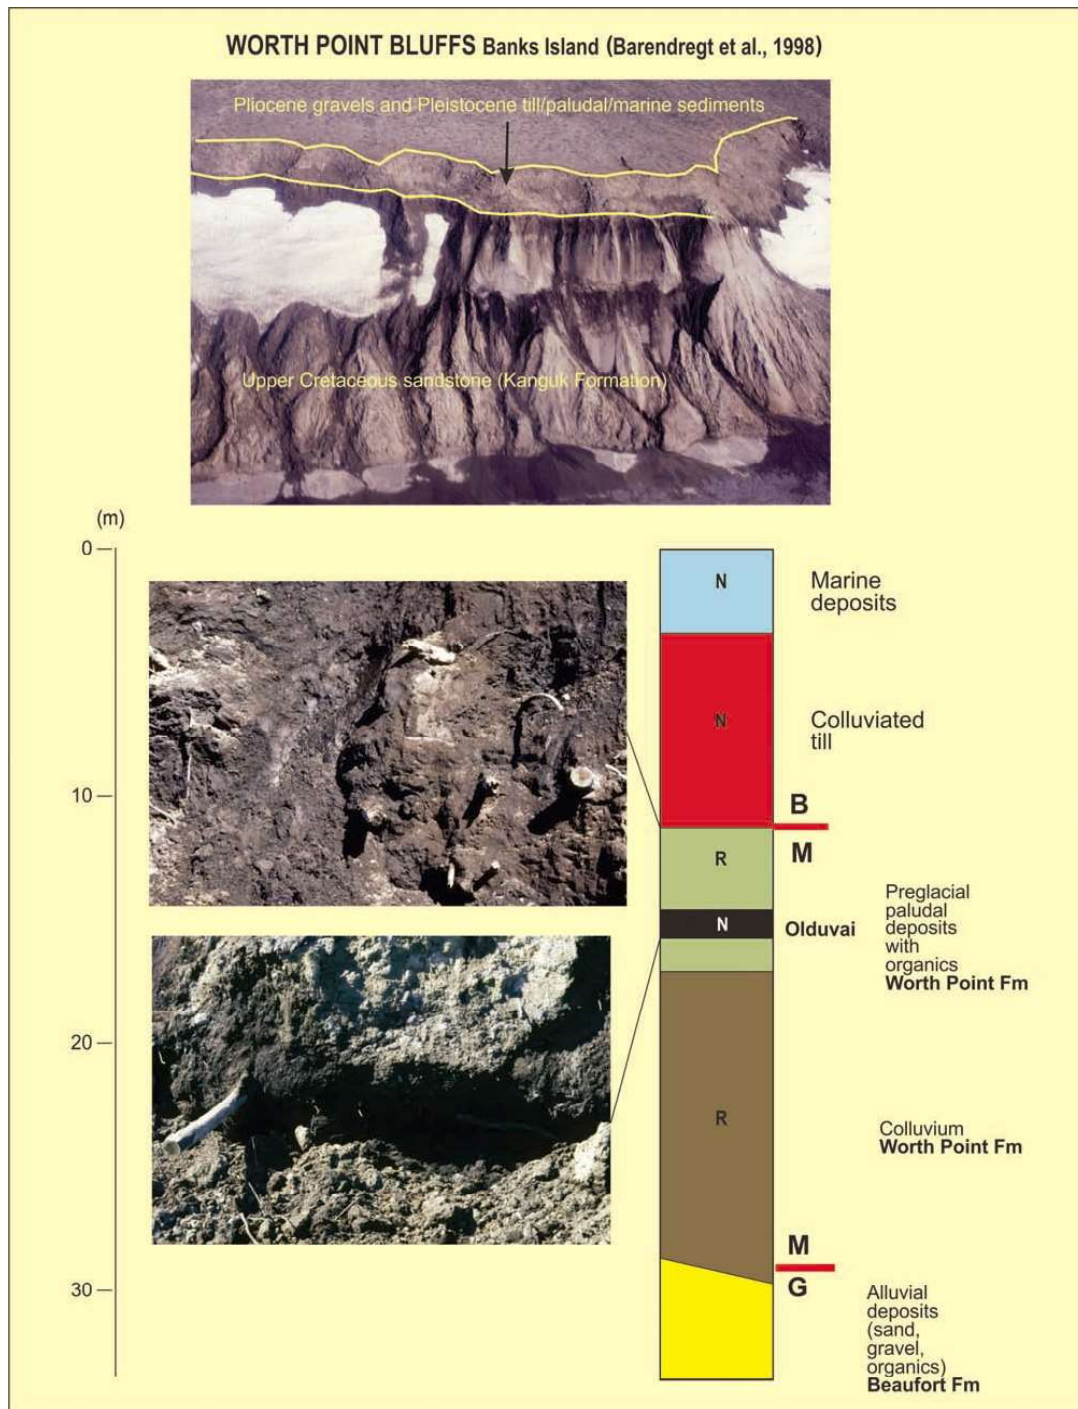 WORTH POINT BLUFFS Banks Island (Barendregt et al., 1998)
Pliocene gravels and Pleistocene till/paludal/marine sediments
Upper Cretaceous sandstone (Kanguk Formation)
(m)
0
10
20
30
N
Marine
deposits
N
Colluviated
till
B
M
R
N
Olduvai
Preglacial
paludal
deposits
with
organics
Worth Point Fm
R
Colluvium
Worth Point Fm
M
G
Alluvial
deposits
(sand,
gravel,
organics)
Beaufort Fm